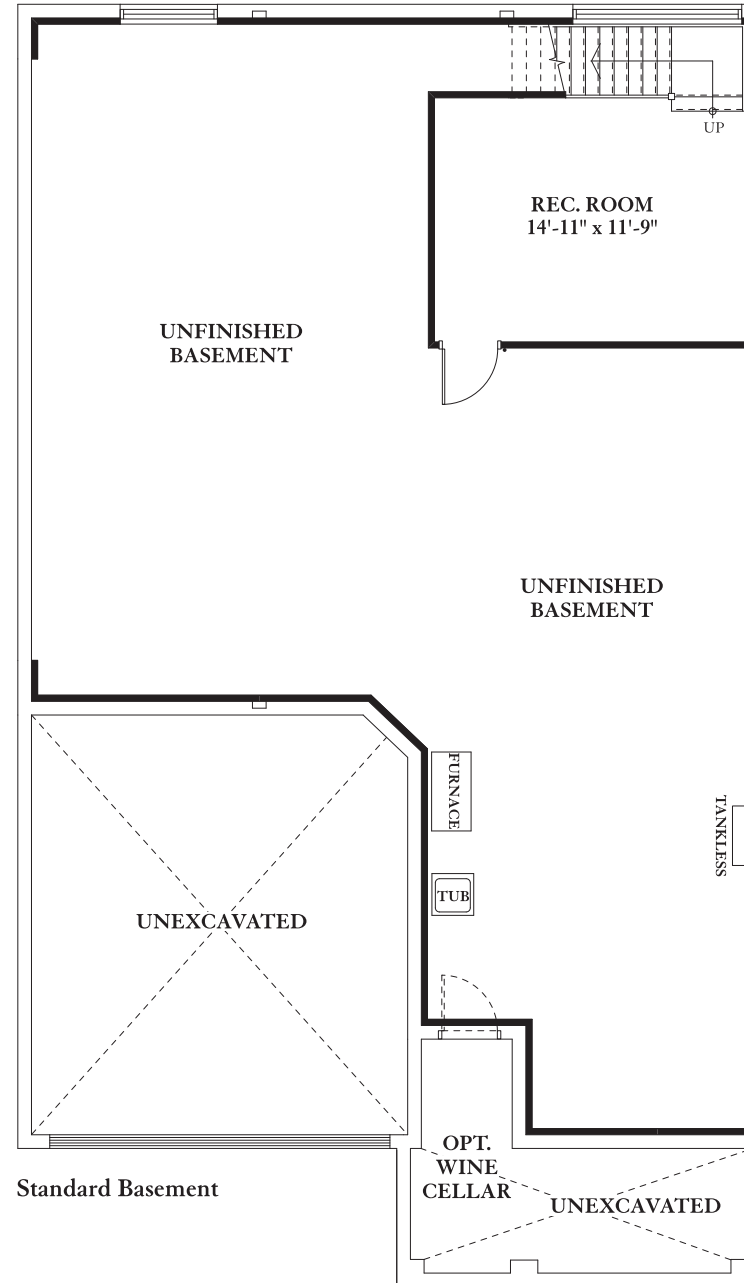 UP
REC. ROOM
14'-11" x 11'-9"
UNFINISHED
BASEMENT
UNFINISHED
BASEMENT
FURNACE
TANKLESS
TUB
UNEXCAVATED
OPT.
WINE
CELLAR
UNEXCAVATED
Standard Basement